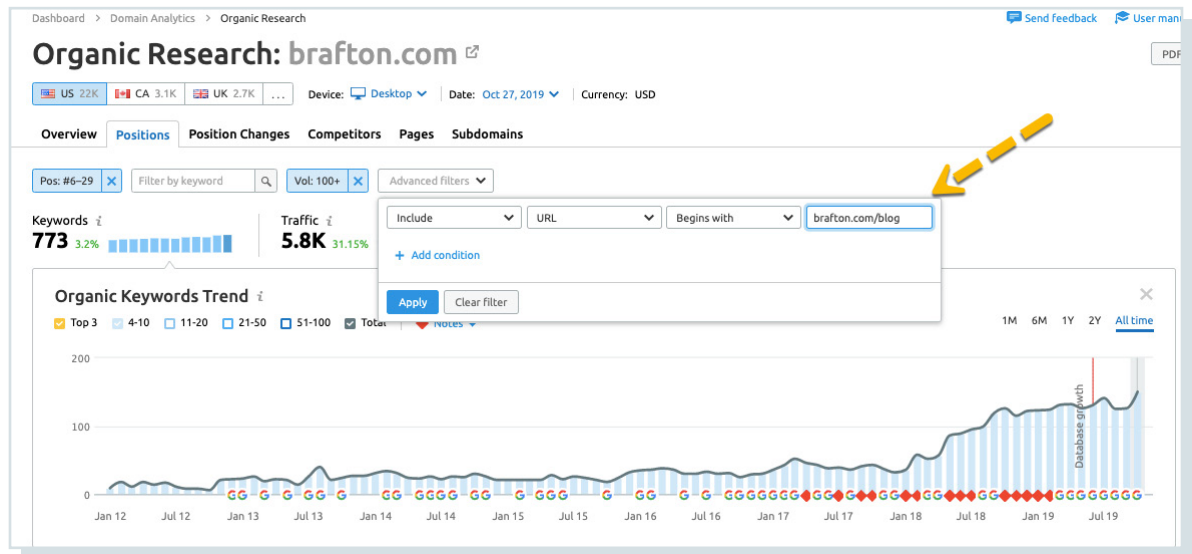 Dashboard > Domain Analytics > Organic Research
Send feedback
User manu
Organic Research: brafton.com
PDF
US 22K
CA 3.1K
UK 2.7K
...
Device: Desktop
Date: Oct 27, 2019
Currency: USD
Overview
Positions
Position Changes
Competitors
Pages
Subdomains
Pos: #6–29
Filter by keyword
Vol: 100+
Advanced filters
Keywords i
773 3.2%
Traffic i
5.8K 31.15%
Include
URL
Begins with
brafton.com/blog
+ Add condition
Apply
Clear filter
Organic Keywords Trend i
Top 3
4-10
11-20
21-50
51-100
Total
Notes
1M 6M 1Y 2Y All time
200
100
0
Database growth
Jan 12 Jul 12 Jan 13 Jul 13 Jan 14 Jul 14 Jan 15 Jul 15 Jan 16 Jul 16 Jan 17 Jul 17 Jan 18 Jul 18 Jan 19 Jul 19